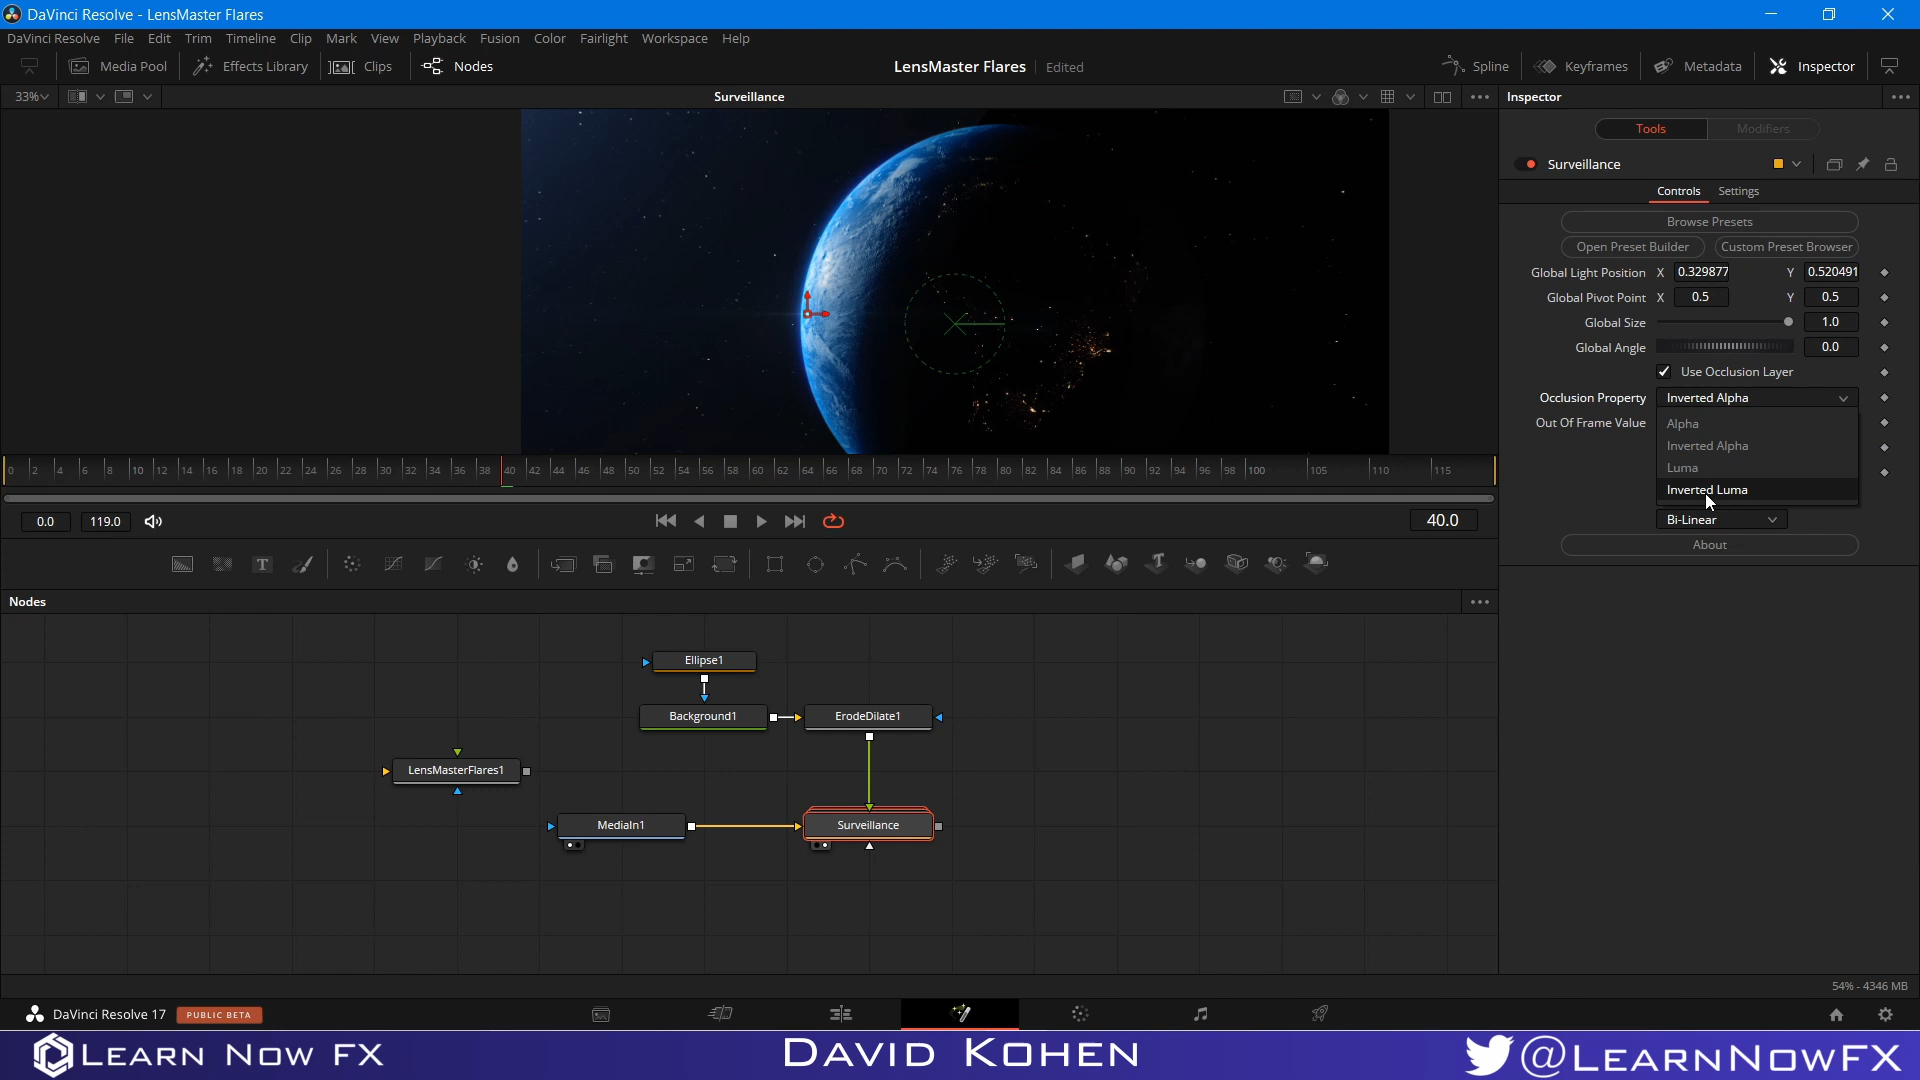 DaVinci Resolve - LensMaster Flares
DaVinci Resolve File Edit Trim Timeline Clip Mark View Playback Fusion Color Fairlight Workspace Help
Media Pool Effects Library Clips Nodes LensMaster Flares Edited Spline Keyframes Metadata Inspector
33% Surveillance Inspector
Tools Modifiers
Surveillance
Controls Settings
Browse Presets
Open Preset Builder Custom Preset Browser
Global Light Position X 0.329877 Y 0.520491
Global Pivot Point X 0.5 Y 0.5
Global Size 1.0
Global Angle 0.0
Use Occlusion Layer
Occlusion Property Inverted Alpha
Out Of Frame Value Alpha
Inverted Alpha
Luma
Inverted Luma
Bi-Linear
About
0 2 4 6 8 10 12 14 16 18 20 22 24 26 28 30 32 34 36 38 40 42 44 46 48 50 52 54 56 58 60 62 64 66 68 70 72 74 76 78 80 82 84 86 88 90 92 94 96 98 100 105 110 115
0.0 119.0 40.0
Nodes
Ellipse1
Background1 ErodeDilate1
LensMasterFlares1
MediaIn1 Surveillance
54% - 4346 MB
DaVinci Resolve 17 PUBLIC BETA
LEARN NOW FX DAVID KOHEN @LEARNNOWFX